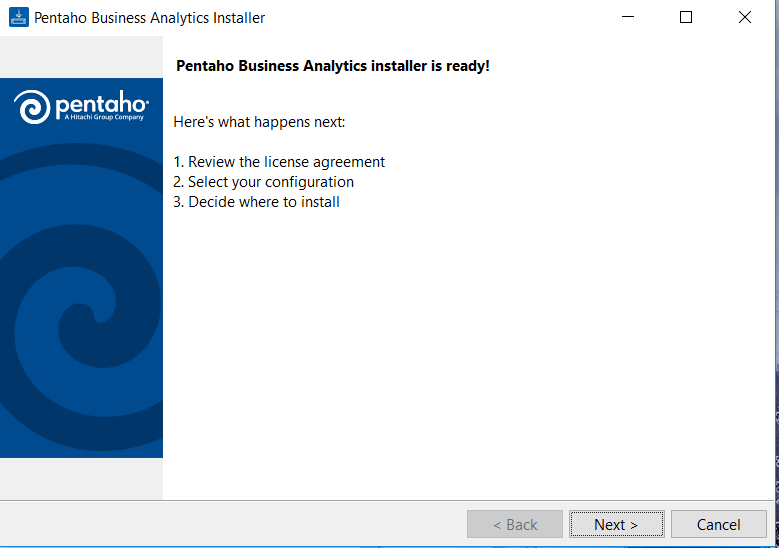 Pentaho Business Analytics Installer
pentaho
A Hitachi Group Company
Pentaho Business Analytics installer is ready!
Here's what happens next:
1. Review the license agreement
2. Select your configuration
3. Decide where to install
< Back
Next >
Cancel